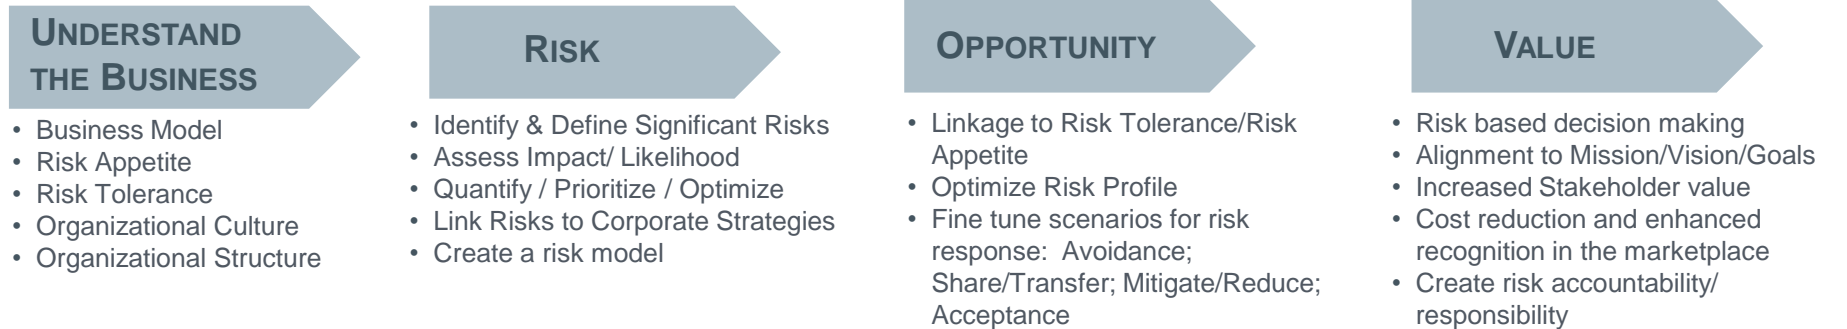 UNDERSTAND
THE BUSINESS
• Business Model
• Risk Appetite
• Risk Tolerance
• Organizational Culture
• Organizational Structure
RISK
• Identify & Define Significant Risks
• Assess Impact/ Likelihood
• Quantify / Prioritize / Optimize
• Link Risks to Corporate Strategies
• Create a risk model
OPPORTUNITY
• Linkage to Risk Tolerance/Risk
Appetite
• Optimize Risk Profile
• Fine tune scenarios for risk
response:  Avoidance;
Share/Transfer; Mitigate/Reduce;
Acceptance
VALUE
• Risk based decision making
• Alignment to Mission/Vision/Goals
• Increased Stakeholder value
• Cost reduction and enhanced
recognition in the marketplace
• Create risk accountability/
responsibility